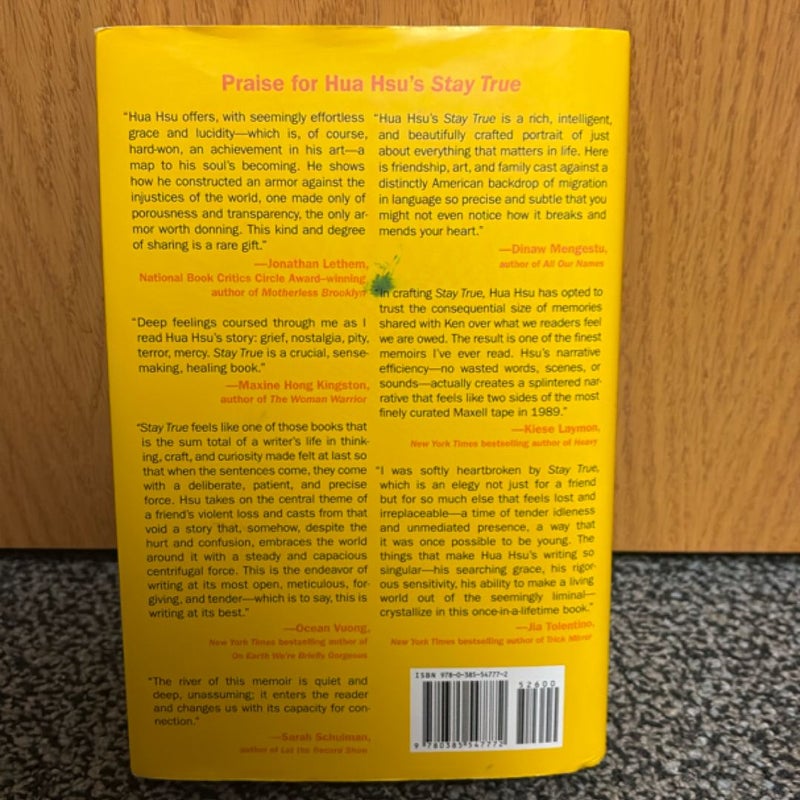 Praise for Hua Hsu's Stay True
"Hua Hsu offers, with seemingly effortless
grace and lucidity—which is, of course,
hard-won, an achievement in his art—a
map to his soul's becoming. He shows
how he constructed an armor against the
injustices of the world, one made only of
porousness and transparency, the only ar-
mor worth donning. This kind and degree
of sharing is a rare gift."
—Jonathan Lethem,
National Book Critics Circle Award–winning
author of Motherless Brooklyn
"Deep feelings coursed through me as I
read Hua Hsu's story: grief, nostalgia, pity,
terror, mercy. Stay True is a crucial, sense-
making, healing book."
—Maxine Hong Kingston,
author of The Woman Warrior
"Stay True feels like one of those books that
is the sum total of a writer's life in think-
ing, craft, and curiosity made felt at last so
that when the sentences come, they come
with a deliberate, patient, and precise
force. Hsu takes on the central theme of
a friend's violent loss and casts from that
void a story that, somehow, despite the
hurt and confusion, embraces the world
around it with a steady and capacious
centrifugal force. This is the endeavor of
writing at its most open, meticulous, for-
giving, and tender—which is to say, this is
writing at its best."
—Ocean Vuong,
New York Times bestselling author of
On Earth We're Briefly Gorgeous
"The river of this memoir is quiet and
deep, unassuming; it enters the reader
and changes us with its capacity for con-
nection."
—Sarah Schulman,
author of Let the Record Show
"Hua Hsu's Stay True is a rich, intelligent,
and beautifully crafted portrait of just
about everything that matters in life. Here
is friendship, art, and family cast against a
distinctly American backdrop of migration
in language so precise and subtle that you
might not even notice how it breaks and
mends your heart."
—Dinaw Mengestu,
author of All Our Names
"In crafting Stay True, Hua Hsu has opted to
trust the consequential size of memories
shared with Ken over what we readers feel
we are owed. The result is one of the finest
memoirs I've ever read. Hsu's narrative
efficiency—no wasted words, scenes, or
sounds—actually creates a splintered nar-
rative that feels like two sides of the most
finely curated Maxell tape in 1989."
—Kiese Laymon,
New York Times bestselling author of Heavy
"I was softly heartbroken by Stay True,
which is an elegy not just for a friend
but for so much else that feels lost and
irreplaceable—a time of tender idleness
and unmediated presence, a way that
it was once possible to be young. The
things that make Hua Hsu's writing so
singular—his searching grace, his rigor-
ous sensitivity, his ability to make a living
world out of the seemingly liminal—
crystallize in this once-in-a-lifetime book."
—Jia Tolentino,
New York Times bestselling author of Trick Mirror
ISBN 978-0-385-54777-2
52600
9 780385 547772